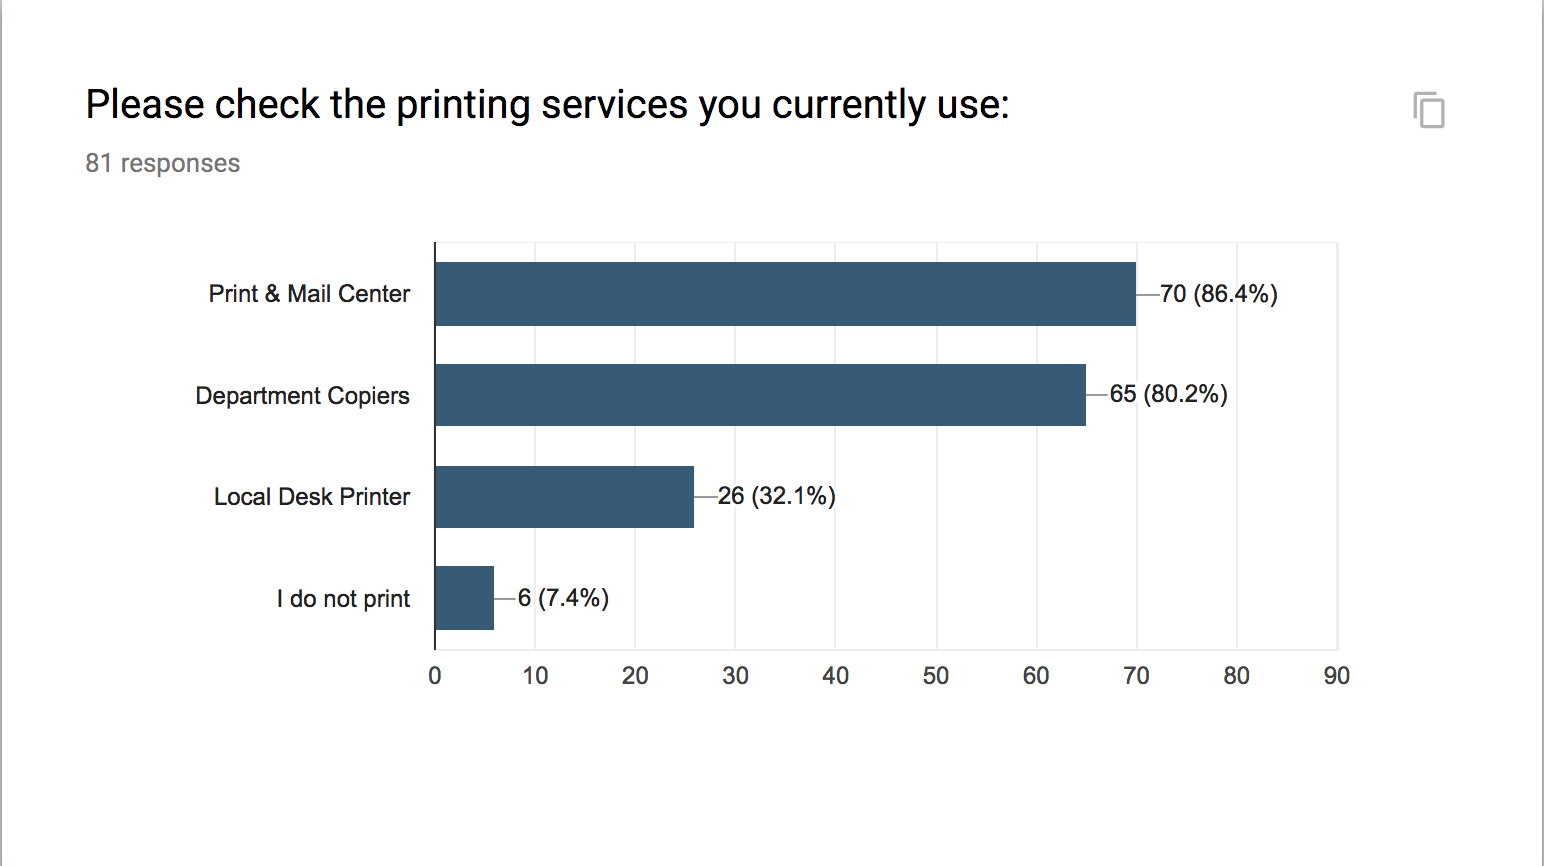 Please check the printing services you currently use:
81 responses
Print & Mail Center
70 (86.4%)
Department Copiers
65 (80.2%)
Local Desk Printer
26 (32.1%)
I do not print
6 (7.4%)
0 10 20 30 40 50 60 70 80 90